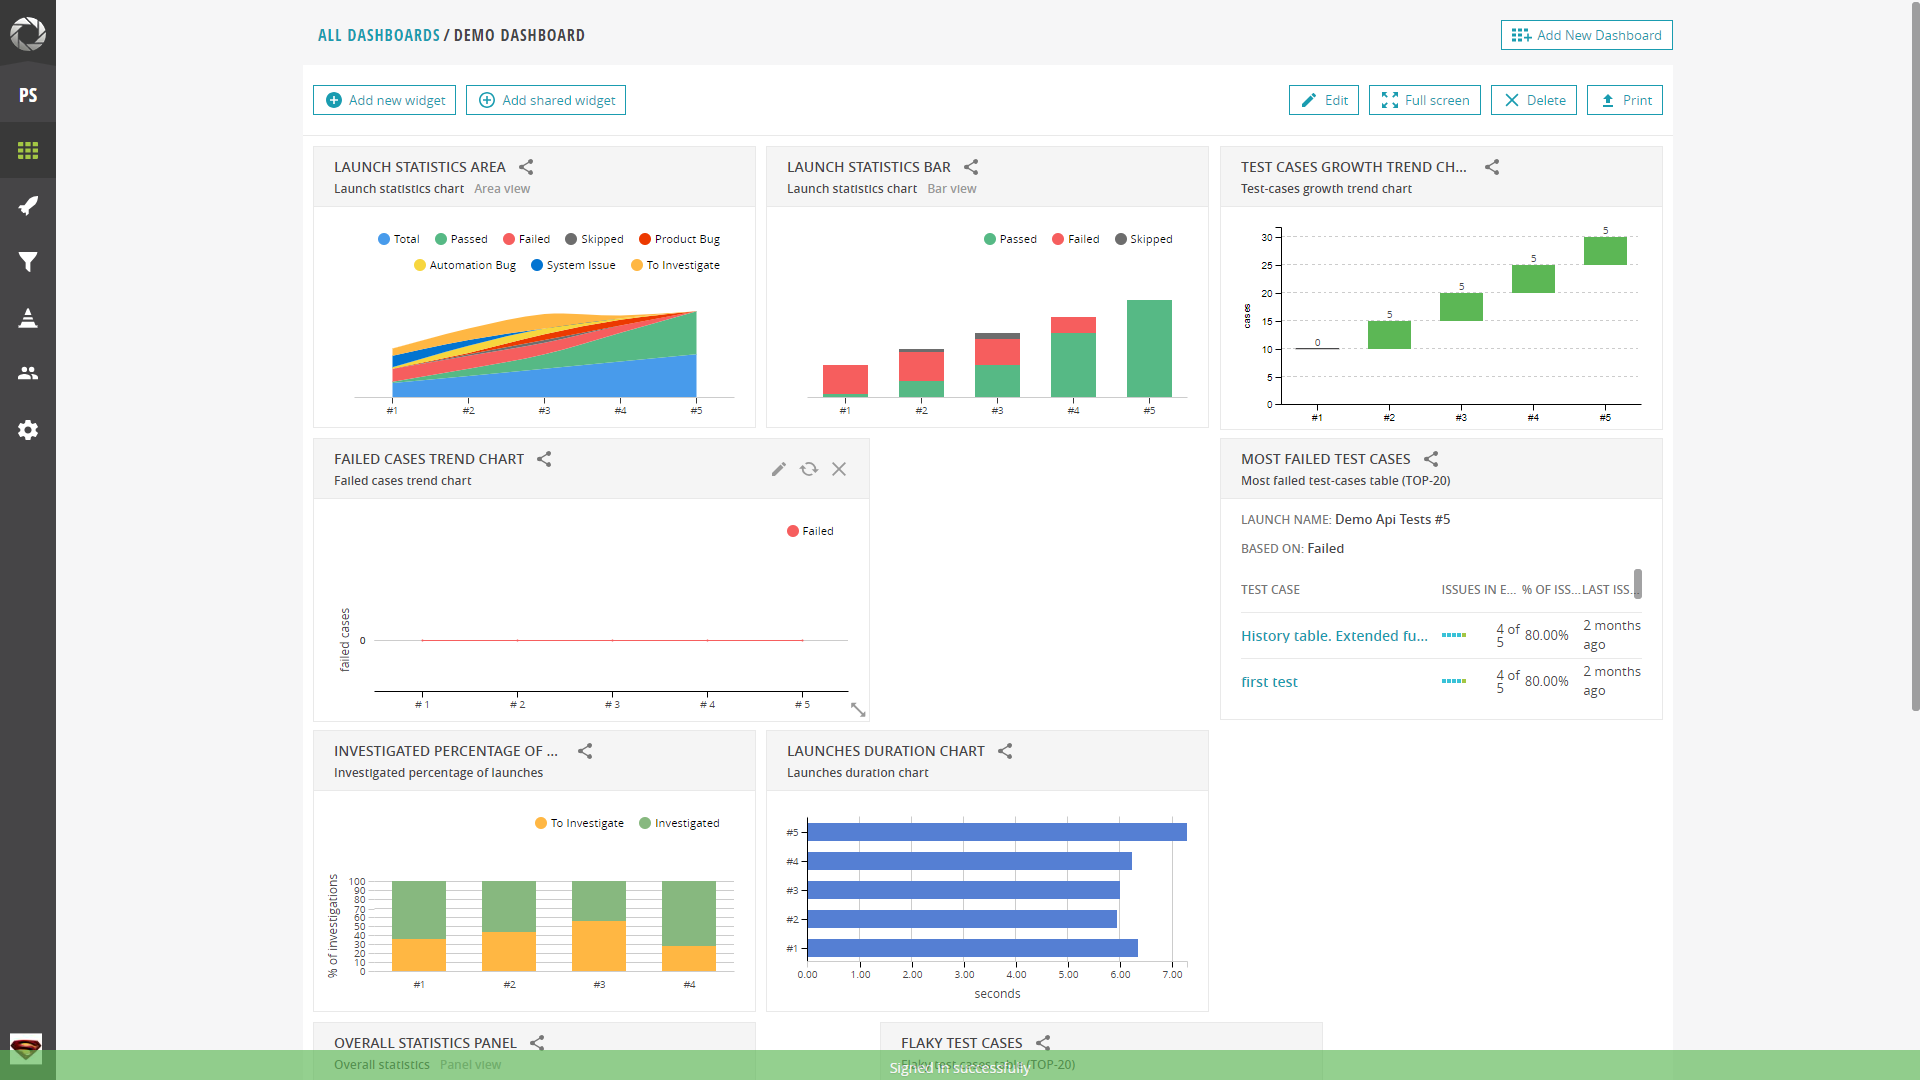 ALL DASHBOARDS / DEMO DASHBOARD
Add New Dashboard
PS
Add new widget
Add shared widget
Edit
Full screen
Delete
Print
LAUNCH STATISTICS AREA
Launch statistics chart Area view
Total Passed Failed Skipped Product Bug
Automation Bug System Issue To Investigate
#1 #2 #3 #4 #5
LAUNCH STATISTICS BAR
Launch statistics chart Bar view
Passed Failed Skipped
#1 #2 #3 #4 #5
TEST CASES GROWTH TREND CH...
Test-cases growth trend chart
cases
30
25
20
15
10
5
0
0 5 5 5 5
#1 #2 #3 #4 #5
FAILED CASES TREND CHART
Failed cases trend chart
Failed
failed cases
0
# 1 # 2 # 3 # 4 # 5
MOST FAILED TEST CASES
Most failed test-cases table (TOP-20)
LAUNCH NAME: Demo Api Tests #5
BASED ON: Failed
TEST CASE ISSUES IN E... % OF ISS... LAST ISS...
History table. Extended fu... 4 of 5 80.00% 2 months ago
first test 4 of 5 80.00% 2 months ago
INVESTIGATED PERCENTAGE OF ...
Investigated percentage of launches
To Investigate Investigated
% of investigations
100
90
80
70
60
50
40
30
20
10
0
#1 #2 #3 #4
LAUNCHES DURATION CHART
Launches duration chart
#5
#4
#3
#2
#1
0.00 1.00 2.00 3.00 4.00 5.00 6.00 7.00
seconds
OVERALL STATISTICS PANEL
Overall statistics Panel view
FLAKY TEST CASES
Flaky test cases table (TOP-20)
Signed in successfully